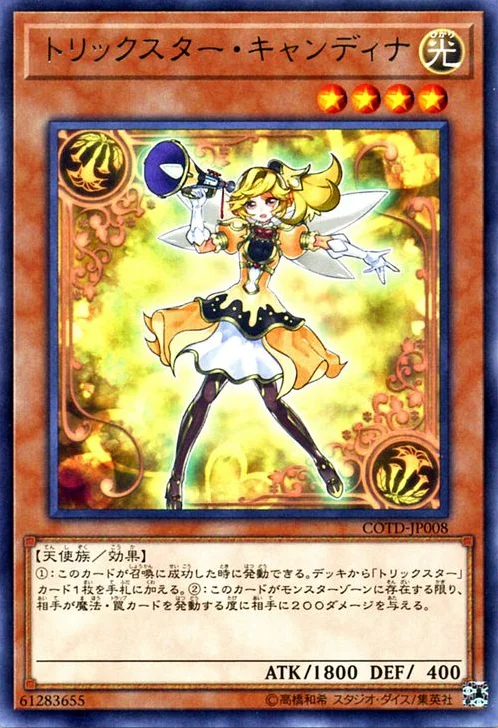 トリックスター・キャンディナ
光
ひかり
COTD-JP008
【天使族／効果】
①：このカードが召喚に成功した時に発動できる。デッキから「トリックスター」
カード１枚を手札に加える。②：このカードがモンスターゾーンに存在する限り、
相手が魔法・罠カードを発動する度に相手に２００ダメージを与える。
ATK/1800 DEF/ 400
61283655
©高橋和希 スタジオ・ダイス/集英社